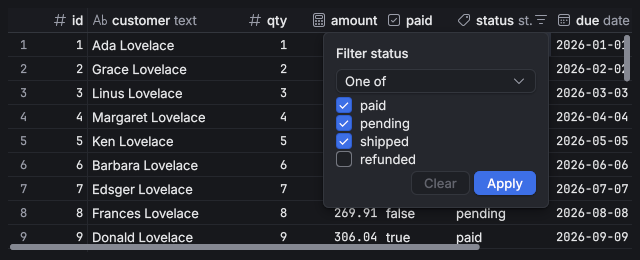 id customer text qty amount paid status st. due date
1 1 Ada Lovelace 1 2026-01-01
2 2 Grace Lovelace 2 2026-02-02
3 3 Linus Lovelace 3 2026-03-03
4 4 Margaret Lovelace 4 2026-04-04
5 5 Ken Lovelace 5 2026-05-05
6 6 Barbara Lovelace 6 2026-06-06
7 7 Edsger Lovelace 7 2026-07-07
8 8 Frances Lovelace 8 269.91 false pending 2026-08-08
9 9 Donald Lovelace 9 306.04 true paid 2026-09-09
Filter status
One of
paid
pending
shipped
refunded
Clear Apply